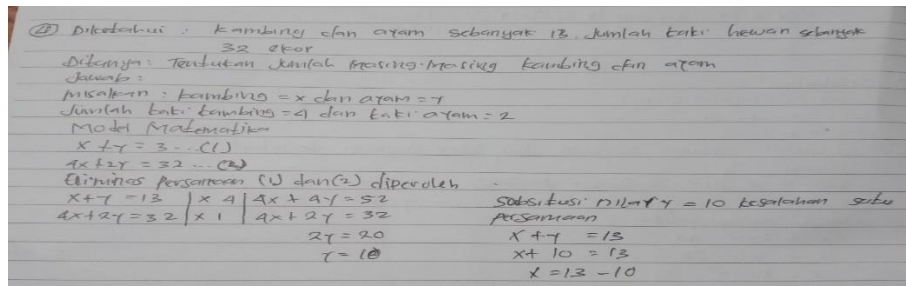 ④ Diketahui : kambing dan ayam sebanyak 13. Jumlah kaki hewan sebanyak
32 ekor
Ditanya : Tentukan Jumlah Masing-Masing kambing dan ayam
Jawab :
Misalkan : kambing = x dan ayam = y
Jumlah kaki kambing = 4 dan kaki ayam = 2
Model Matematika
x + y = 3 ... (1)
4x + 2y = 32 ... (2)
Eliminasi Persamaan (1) dan (2) diperoleh
x + y = 13 | x 4 | 4x + 4y = 52
4x + 2y = 32 | x 1 | 4x + 2y = 32
2y = 20
y = 10
Subsitusi nilai y = 10 kesalahan
persamaan
x + y = 13
x + 10 = 13
x = 13 - 10